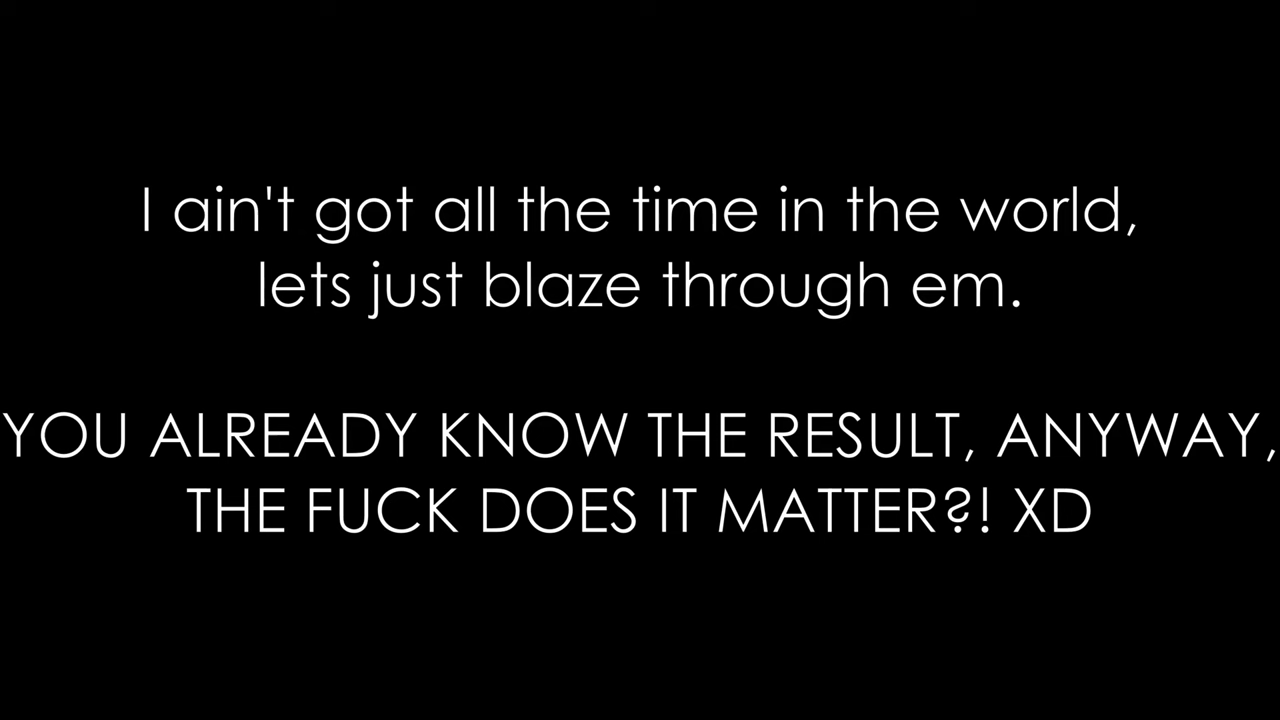 I ain't got all the time in the world,
lets just blaze through em.
YOU ALREADY KNOW THE RESULT, ANYWAY,
THE FUCK DOES IT MATTER?! XD